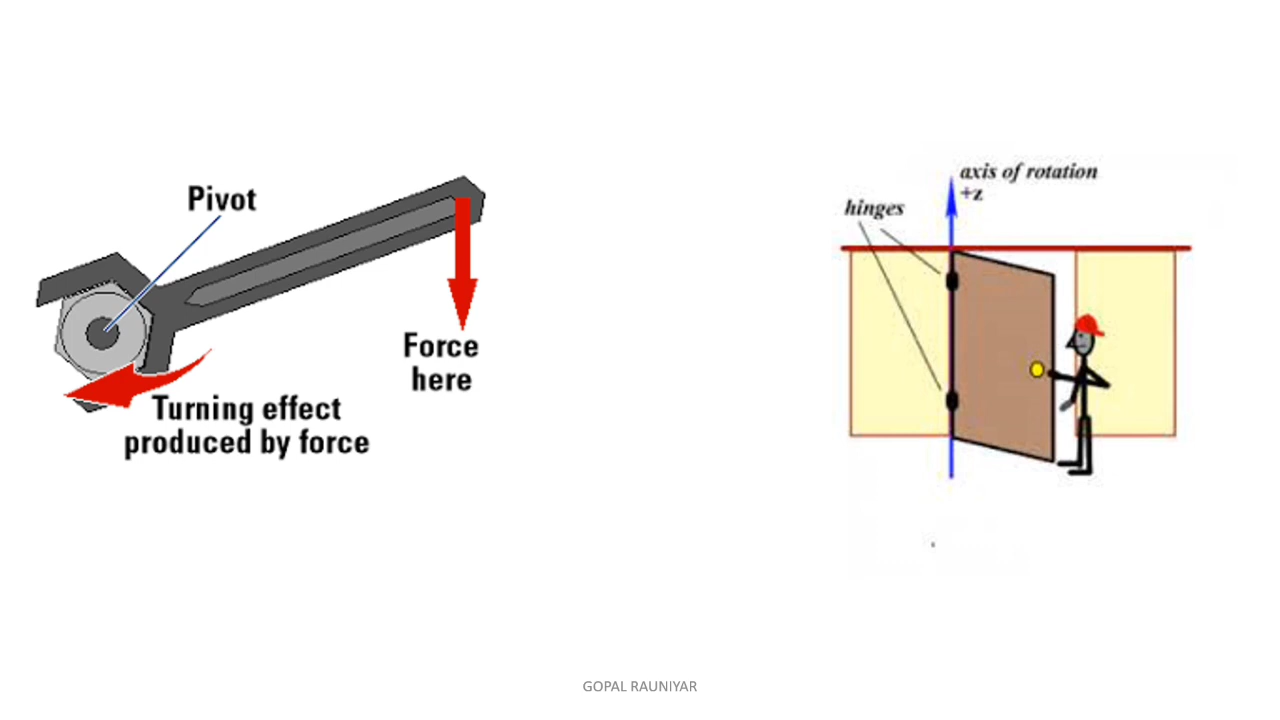 Pivot
Force
here
Turning effect
produced by force
axis of rotation
+z
hinges
GOPAL RAUNIYAR